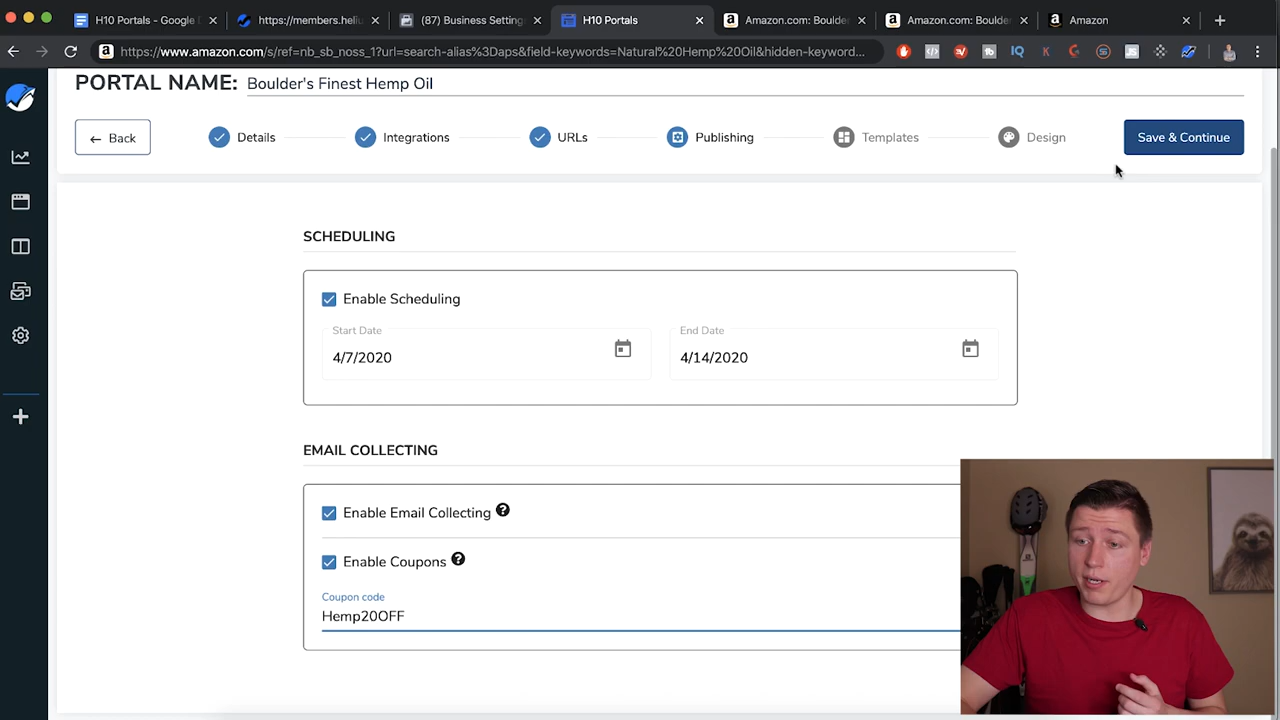 H10 Portals - Google D
https://members.heliu
(87) Business Setting
H10 Portals
Amazon.com: Boulder
Amazon.com: Boulder
Amazon
https://www.amazon.com/s/ref=nb_sb_noss_1?url=search-alias%3Daps&field-keywords=Natural%20Hemp%20Oil&hidden-keyword...
PORTAL NAME: Boulder's Finest Hemp Oil
← Back
Details
Integrations
URLs
Publishing
Templates
Design
Save & Continue
SCHEDULING
Enable Scheduling
Start Date
4/7/2020
End Date
4/14/2020
EMAIL COLLECTING
Enable Email Collecting ?
Enable Coupons ?
Coupon code
Hemp20OFF